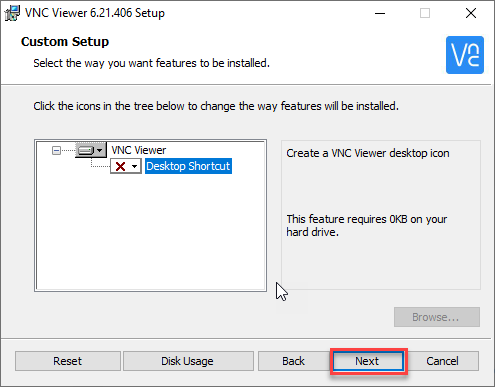 VNC Viewer 6.21.406 Setup
Custom Setup
Select the way you want features to be installed.
Click the icons in the tree below to change the way features will be installed.
VNC Viewer
Desktop Shortcut
Create a VNC Viewer desktop icon
This feature requires 0KB on your
hard drive.
Browse...
Reset
Disk Usage
Back
Next
Cancel